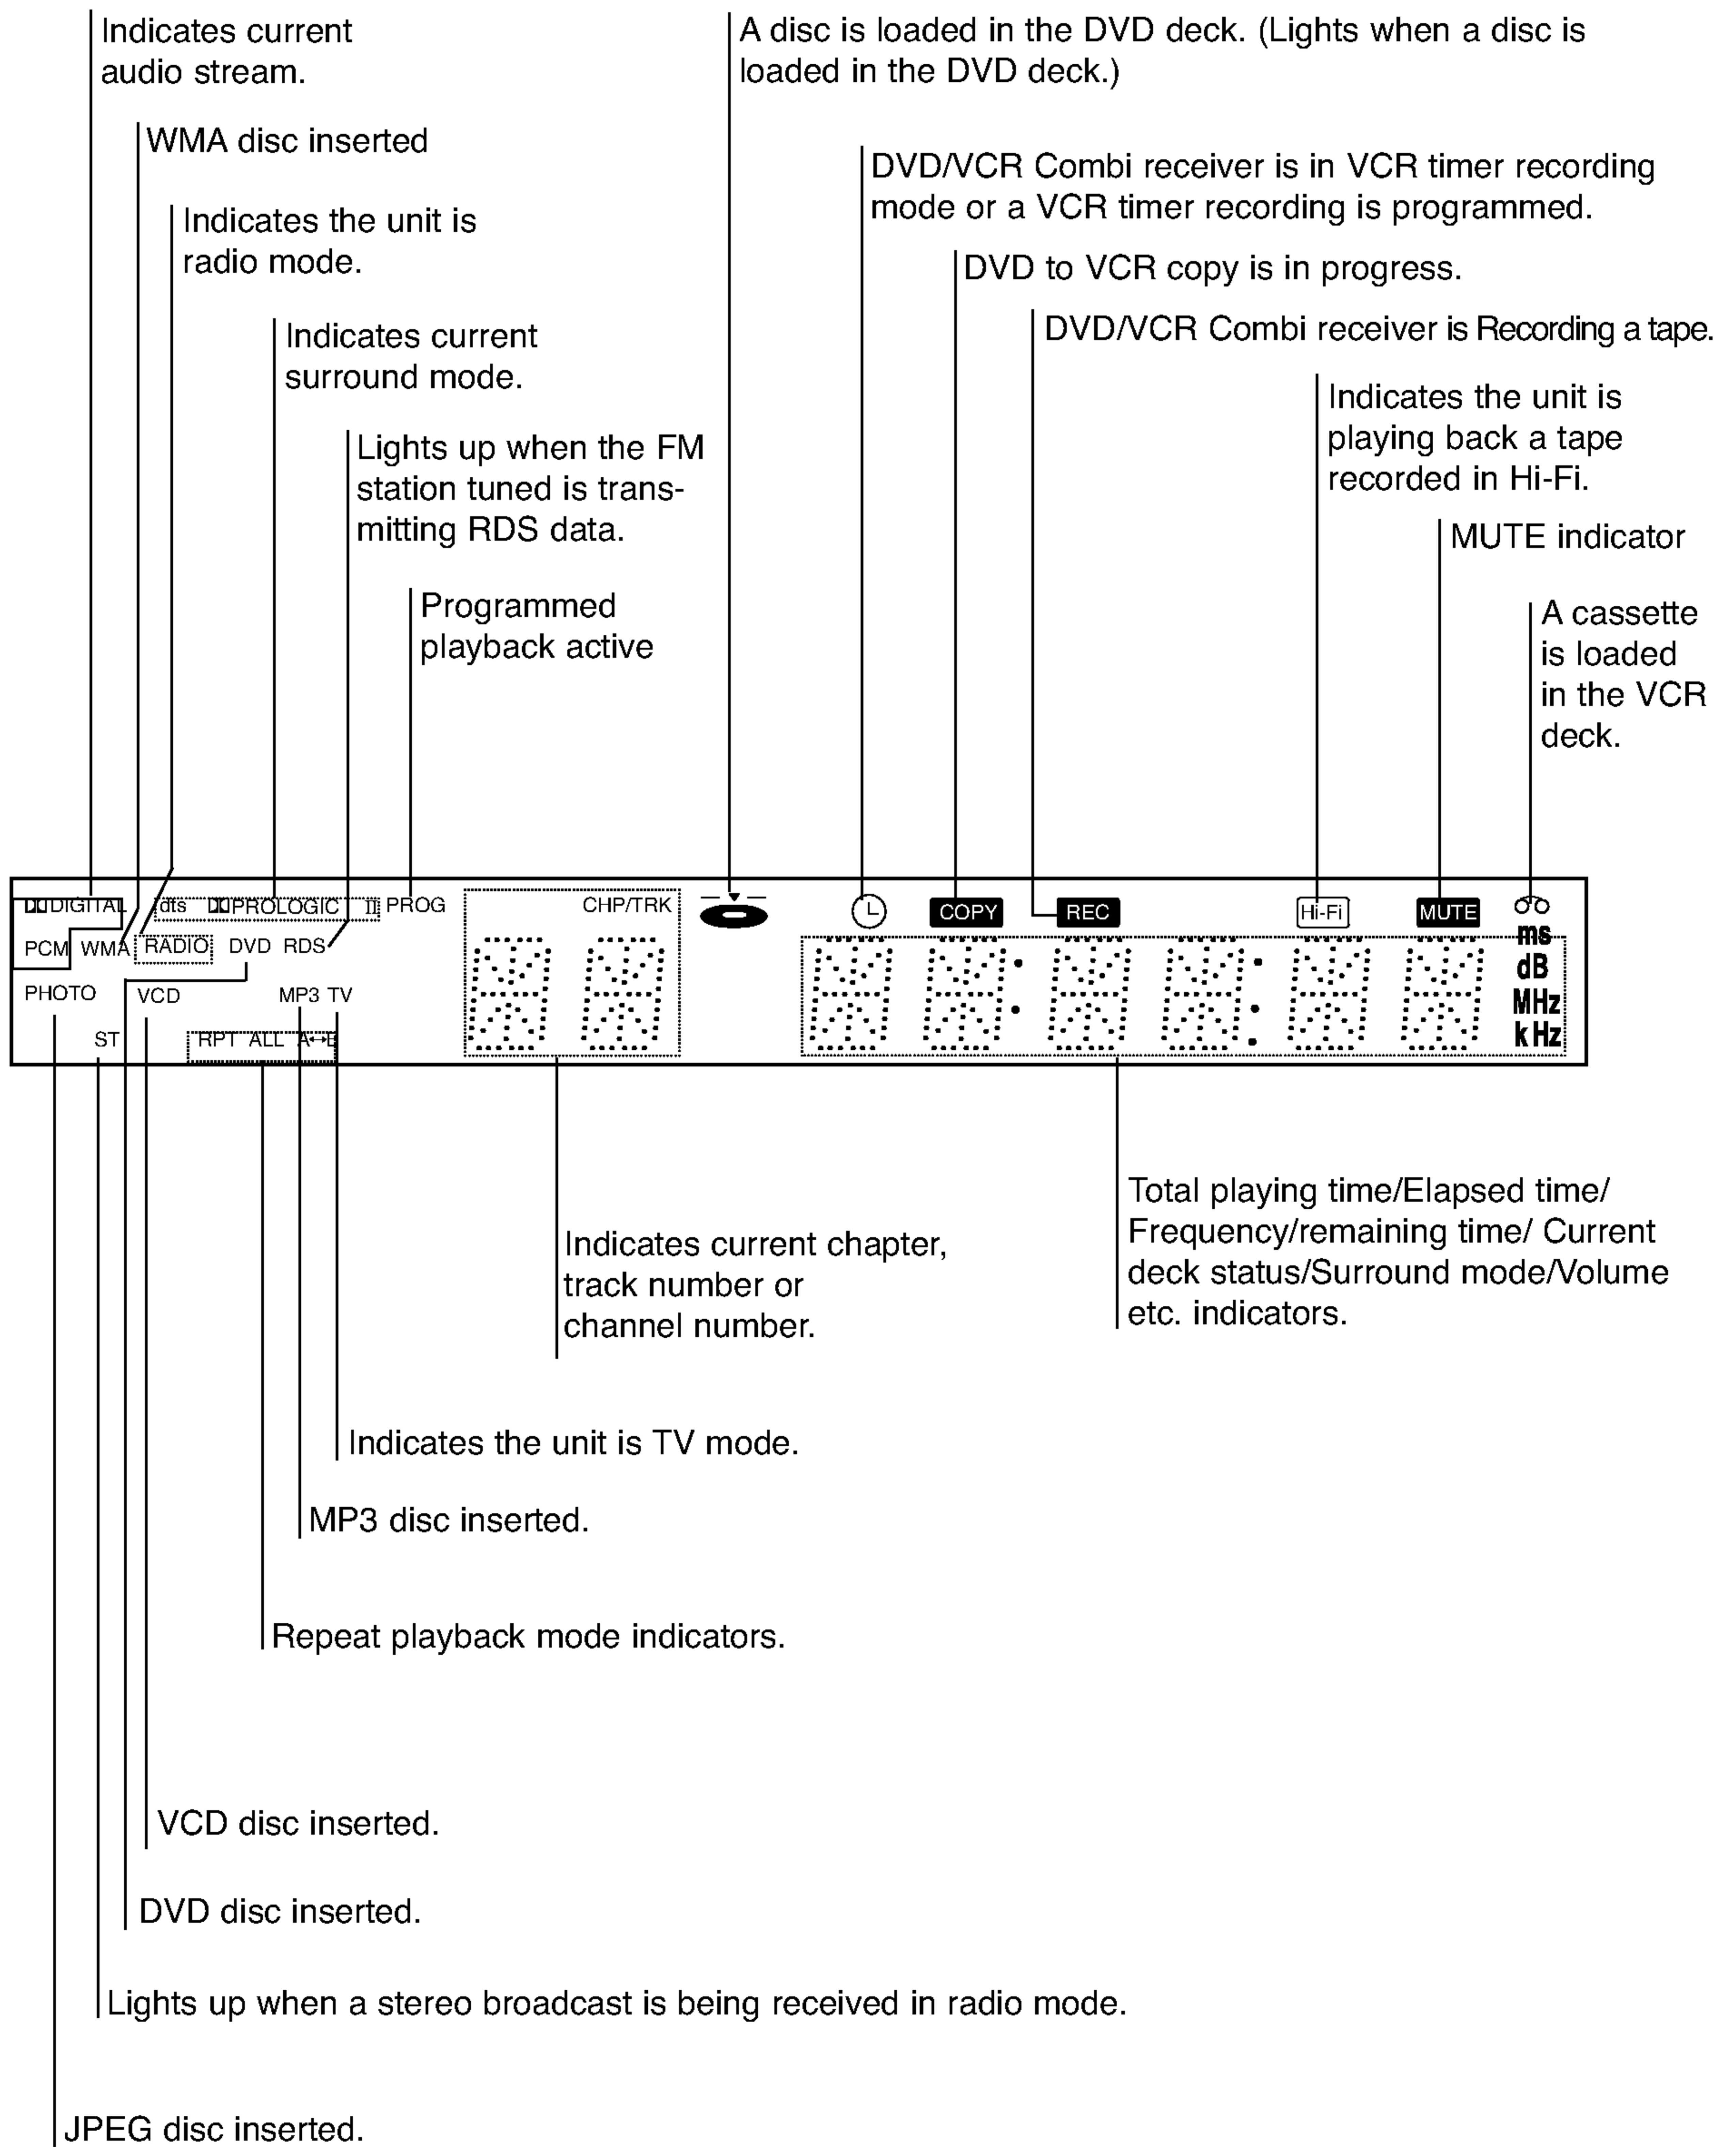 Indicates current
audio stream.
A disc is loaded in the DVD deck. (Lights when a disc is
loaded in the DVD deck.)
WMA disc inserted
DVD/VCR Combi receiver is in VCR timer recording
mode or a VCR timer recording is programmed.
Indicates the unit is
radio mode.
DVD to VCR copy is in progress.
Indicates current
surround mode.
DVD/VCR Combi receiver is Recording a tape.
Indicates the unit is
playing back a tape
recorded in Hi-Fi.
Lights up when the FM
station tuned is trans-
mitting RDS data.
MUTE indicator
Programmed
playback active
A cassette
is loaded
in the VCR
deck.
DIGITAL dts PROLOGIC II PROG CHP/TRK COPY REC Hi-Fi MUTE
PCM WMA RADIO DVD RDS ms
dB
PHOTO VCD MP3 TV MHz
ST RPT ALL A↔B kHz
Total playing time/Elapsed time/
Frequency/remaining time/ Current
deck status/Surround mode/Volume
etc. indicators.
Indicates current chapter,
track number or
channel number.
Indicates the unit is TV mode.
MP3 disc inserted.
Repeat playback mode indicators.
VCD disc inserted.
DVD disc inserted.
Lights up when a stereo broadcast is being received in radio mode.
JPEG disc inserted.